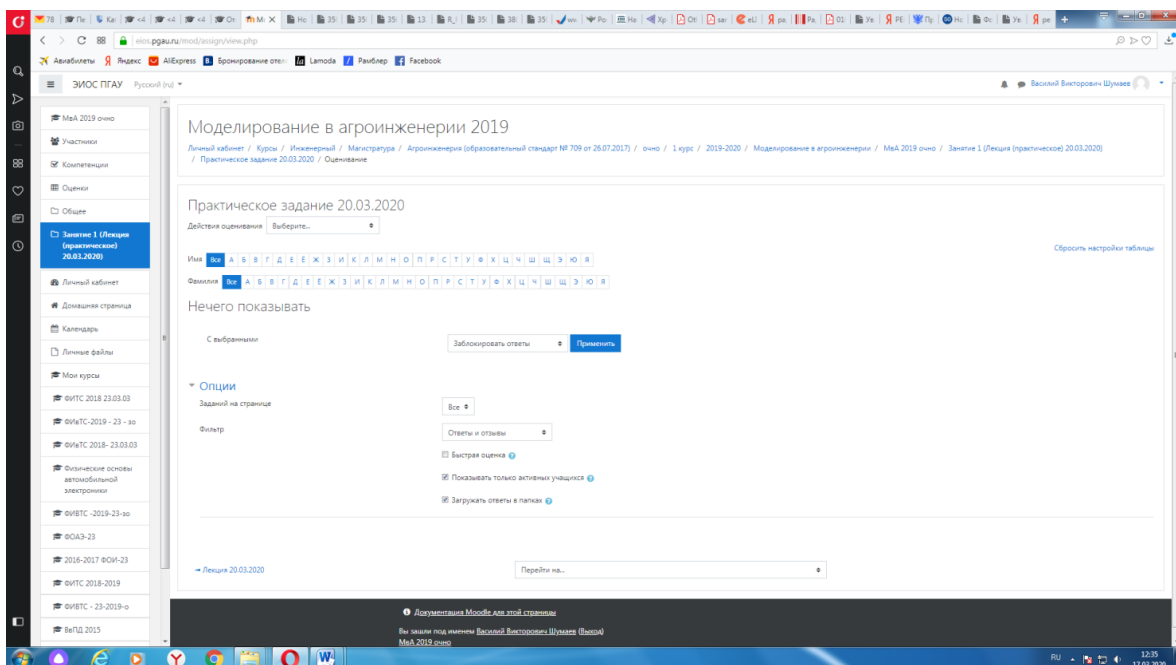 eios.pgau.ru/mod/assign/view.php
Авиабилеты Яндекс AliExpress Бронирование отел Lamoda Рамблер Facebook
ЭИОС ПГАУ Русский (ru)
Василий Викторович Шумаев
МвА 2019 очно
Участники
Компетенции
Оценки
Общее
Занятие 1 (Лекция
(практическое)
20.03.2020)
Личный кабинет
Домашняя страница
Календарь
Личные файлы
Мои курсы
ФИТС 2018 23.03.03
ФИвТС-2019 - 23 - зо
ФИвТС 2018- 23.03.03
Физические основы
автомобильной
электроники
ФИВТС -2019-23-зо
ФОАЭ-23
2016-2017 ФОИ-23
ФИТС 2018-2019
ФИВТС - 23-2019-о
ВвПД 2015
Моделирование в агроинженерии 2019
Личный кабинет / Курсы / Инженерный / Магистратура / Агроинженерия (образовательный стандарт № 709 от 26.07.2017) / очно / 1 курс / 2019-2020 / Моделирование в агроинженерии / МвА 2019 очно / Занятие 1 (Лекция (практическое) 20.03.2020)
/ Практическое задание 20.03.2020 / Оценивание
Практическое задание 20.03.2020
Действия оценивания Выберите...
Сбросить настройки таблицы
Имя Все А Б В Г Д Е Ё Ж З И К Л М Н О П Р С Т У Ф Х Ц Ч Ш Щ Э Ю Я
Фамилия Все А Б В Г Д Е Ё Ж З И К Л М Н О П Р С Т У Ф Х Ц Ч Ш Щ Э Ю Я
Нечего показывать
С выбранными Заблокировать ответы Применить
Опции
Заданий на странице Все
Фильтр Ответы и отзывы
Быстрая оценка
Показывать только активных учащихся
Загружать ответы в папках
Лекция 20.03.2020 Перейти на...
Документация Moodle для этой страницы
Вы зашли под именем Василий Викторович Шумаев (Выход)
МвА 2019 очно
RU 12:35
17.03.2020